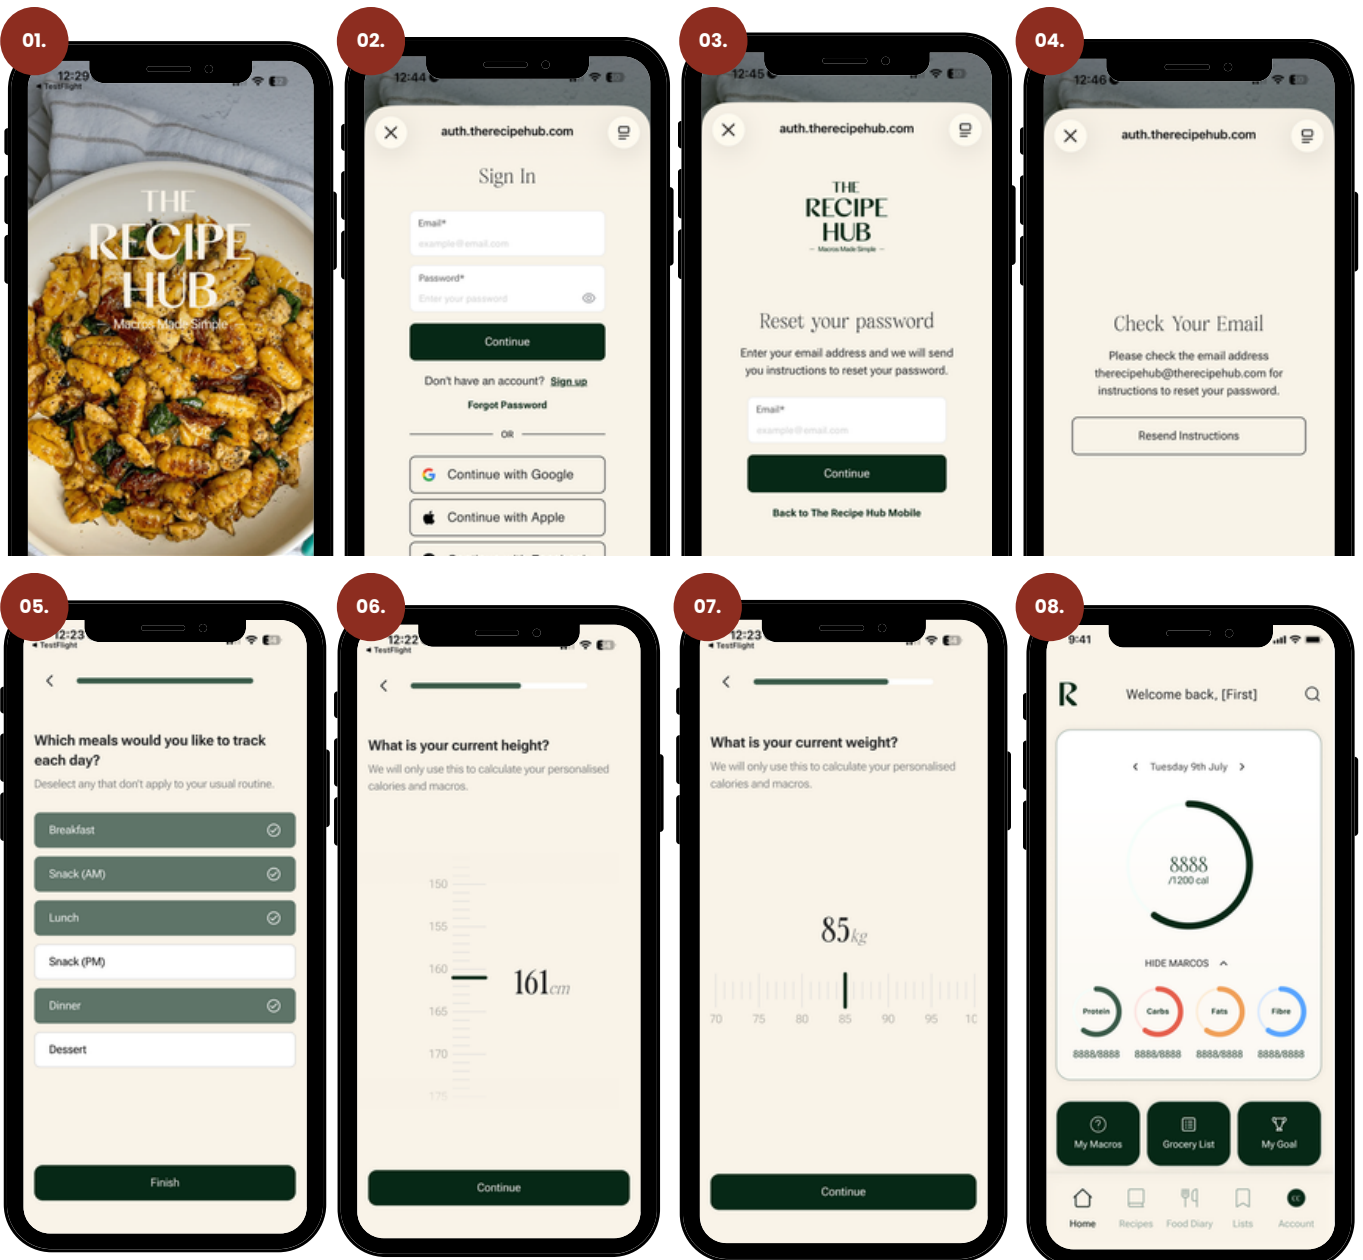 01.
12:29
◀ TestFlight
THE
RECIPE
HUB
Macros Made Simple
02.
12:44
auth.therecipehub.com
Sign In
Email*
example@email.com
Password*
Enter your password
Continue
Don't have an account? Sign up
Forgot Password
OR
Continue with Google
Continue with Apple
03.
12:45
auth.therecipehub.com
THE
RECIPE
HUB
Macros Made Simple
Reset your password
Enter your email address and we will send
you instructions to reset your password.
Email*
example@email.com
Continue
Back to The Recipe Hub Mobile
04.
12:46
auth.therecipehub.com
Check Your Email
Please check the email address
therecipehub@therecipehub.com for
instructions to reset your password.
Resend Instructions
05.
12:23
◀ TestFlight
Which meals would you like to track
each day?
Deselect any that don't apply to your usual routine.
Breakfast
Snack (AM)
Lunch
Snack (PM)
Dinner
Dessert
Finish
06.
12:22
◀ TestFlight
What is your current height?
We will only use this to calculate your personalised
calories and macros.
150
155
160
161cm
165
170
175
Continue
07.
12:23
◀ TestFlight
What is your current weight?
We will only use this to calculate your personalised
calories and macros.
85kg
70 75 80 85 90 95 10
Continue
08.
9:41
R
Welcome back, [First]
Tuesday 9th July
8888
/1200 cal
HIDE MARCOS
Protein Carbs Fats Fibre
8888/8888 8888/8888 8888/8888 8888/8888
My Macros Grocery List My Goal
Home Recipes Food Diary Lists Account